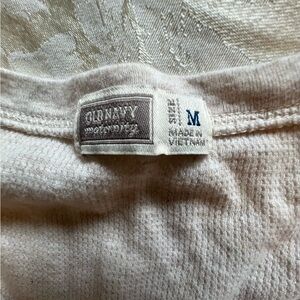 OLD NAVY
maternity
SIZE
M
MADE IN
VIETNAM